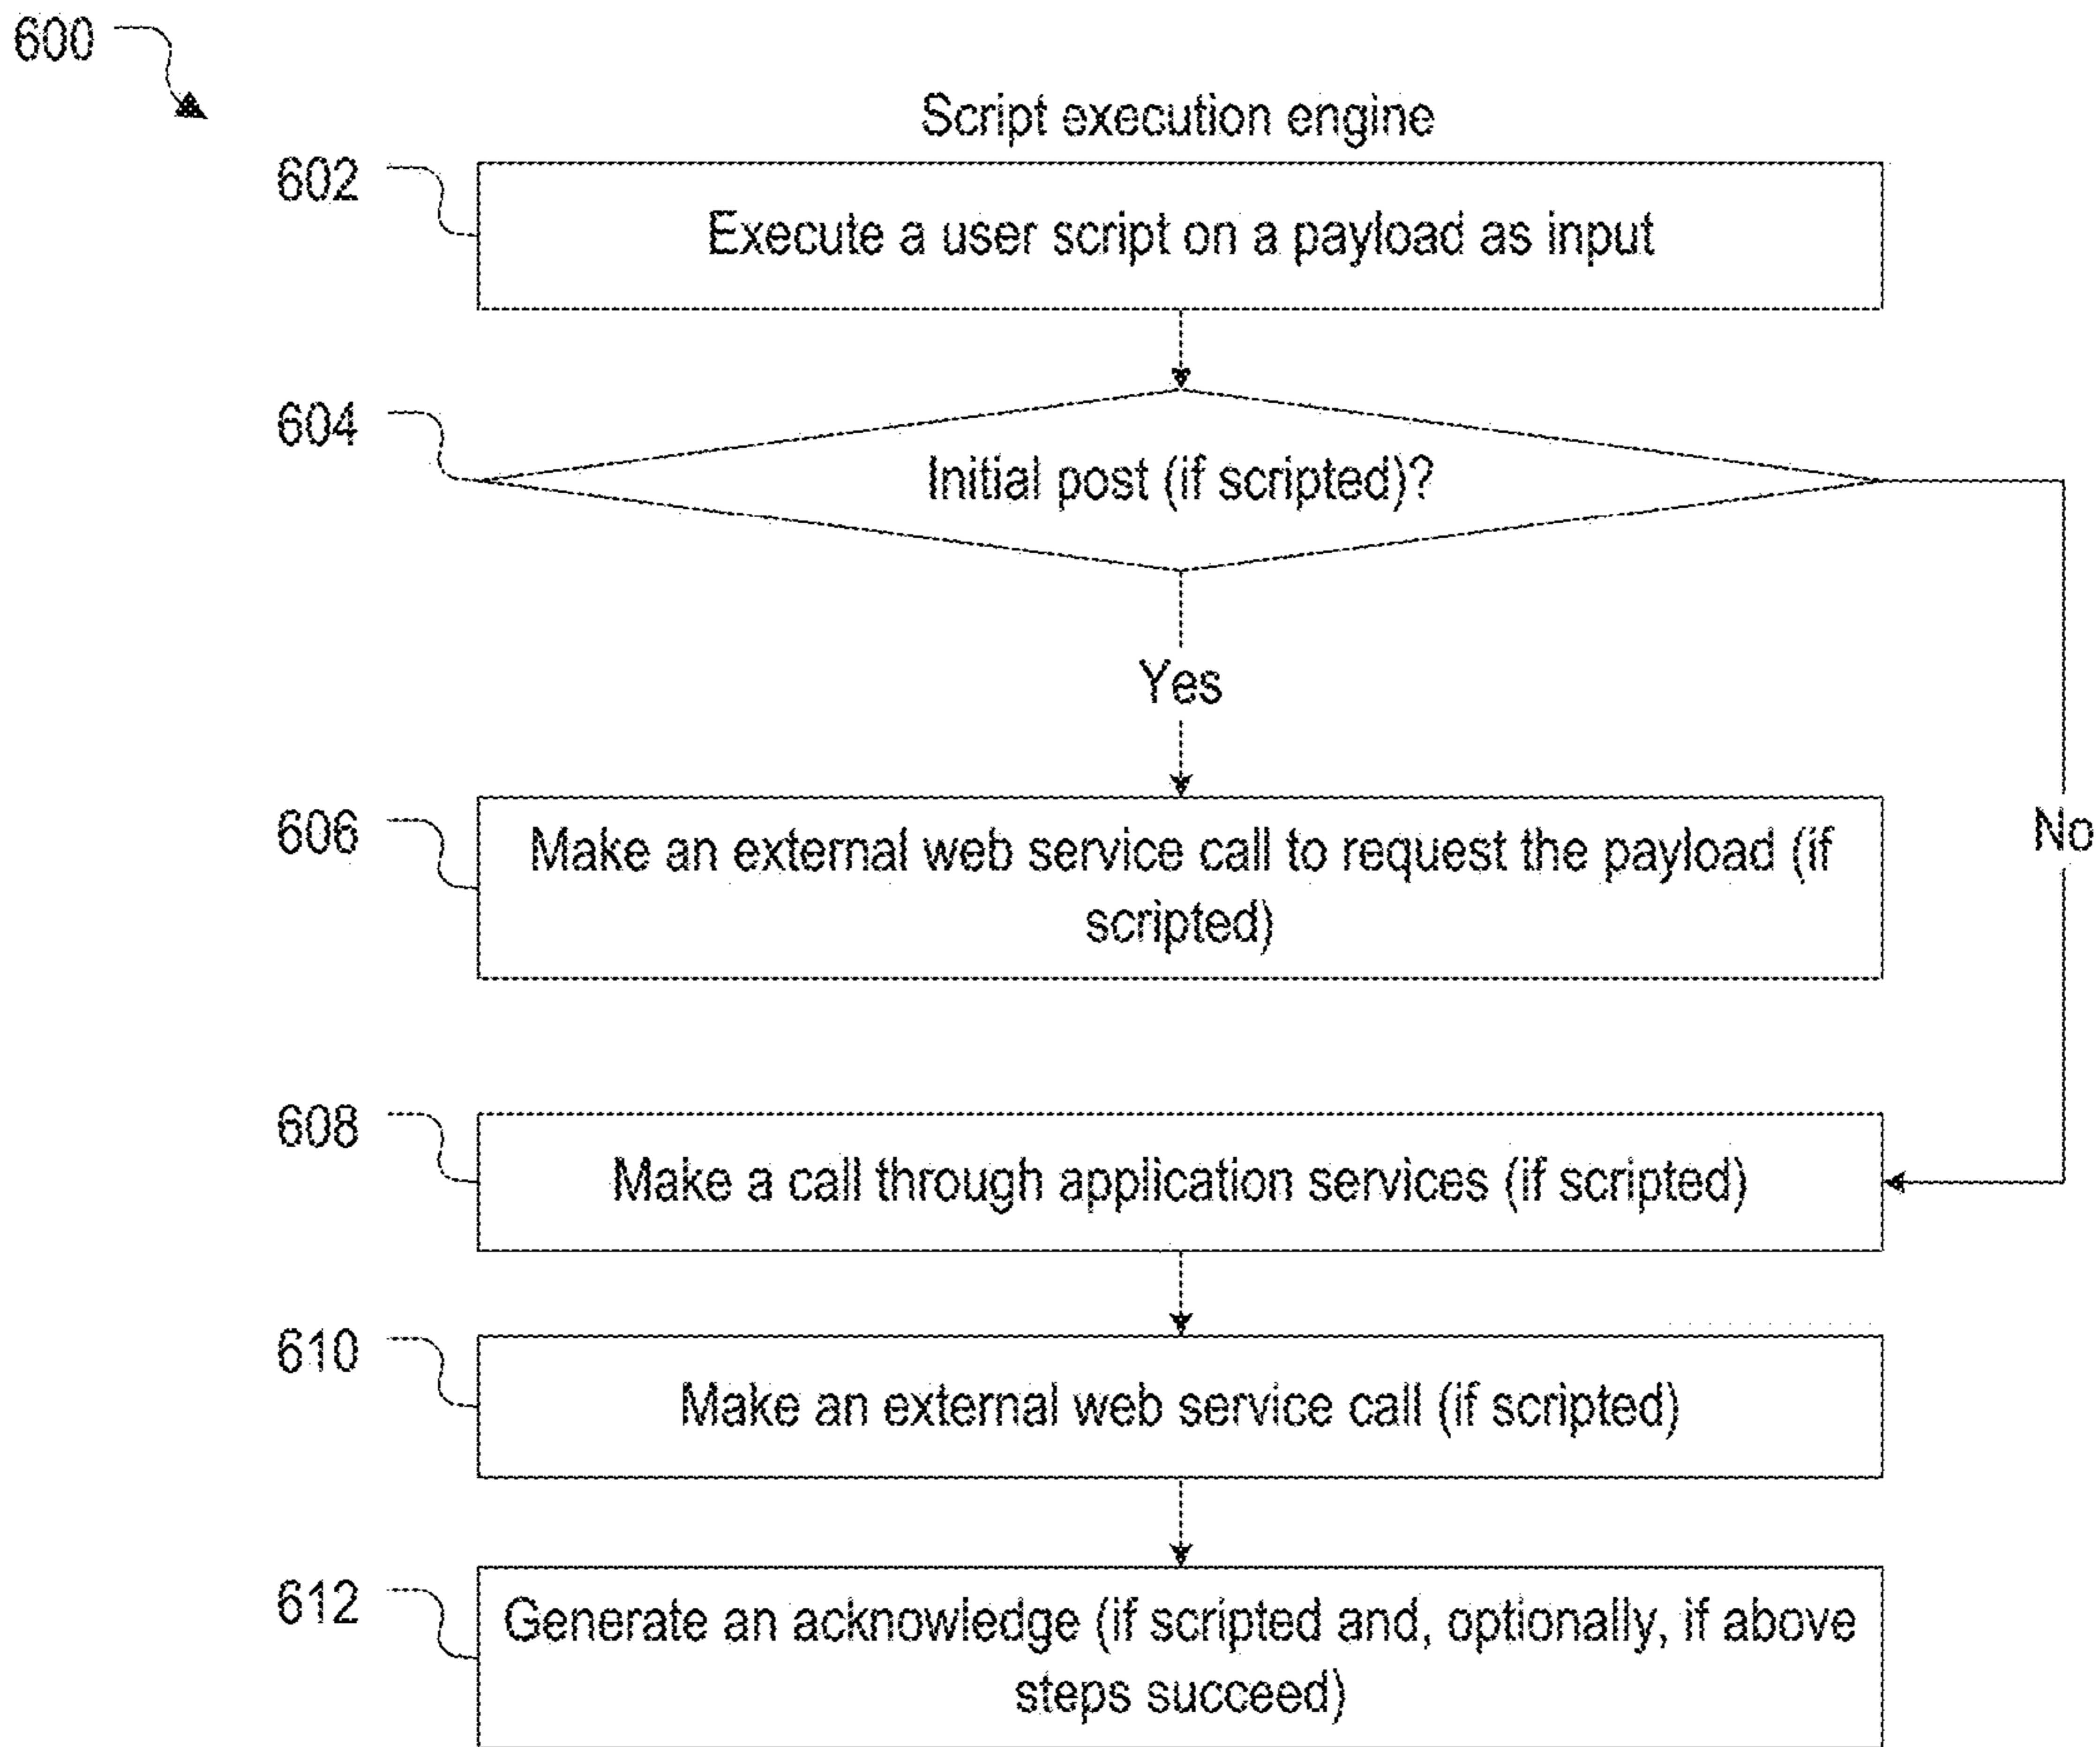 600
Script execution engine
602
Execute a user script on a payload as input
604
Initial post (if scripted)?
Yes
No
606
Make an external web service call to request the payload (if
scripted)
608
Make a call through application services (if scripted)
610
Make an external web service call (if scripted)
612
Generate an acknowledge (if scripted and, optionally, if above
steps succeed)